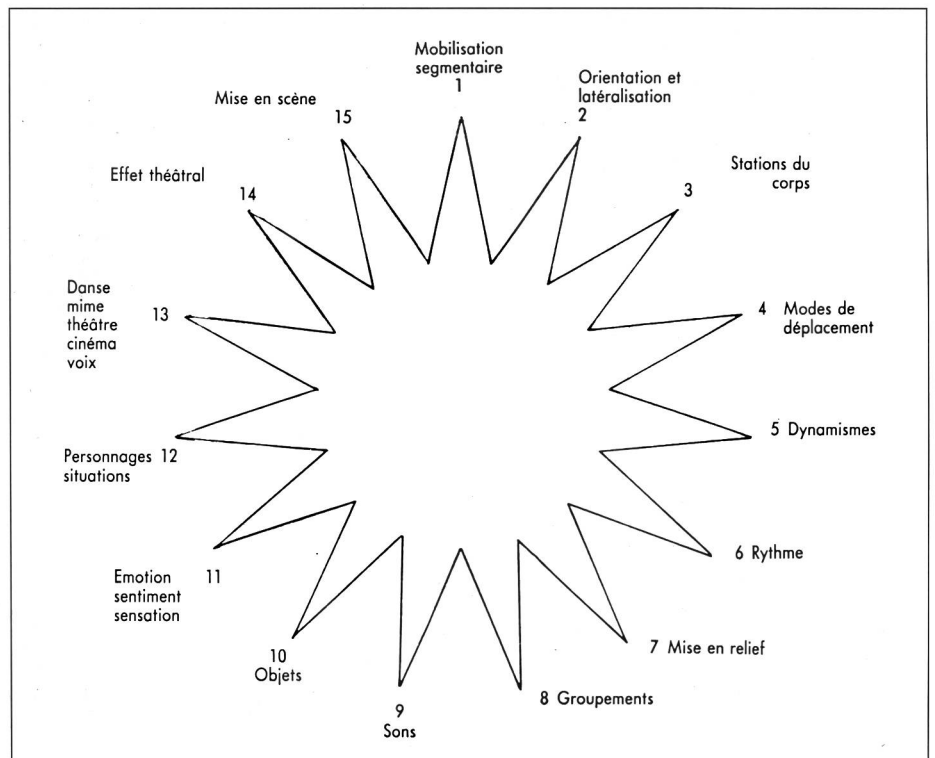 Mobilisation
segmentaire
1
Orientation et
latéralisation
2
Stations du
corps
3
4 Modes de
déplacement
5 Dynamismes
6 Rythme
7 Mise en relief
8 Groupements
9
Sons
10
Objets
Emotion 11
sentiment
sensation
Personnages 12
situations
Danse
mime
13
théâtre
cinéma
voix
Effet théâtral
14
Mise en scène
15